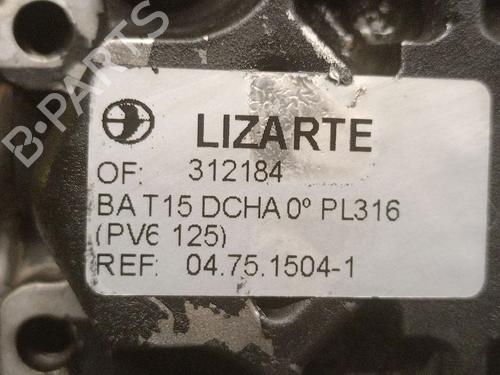 LIZARTE
OF: 312184
BA T15 DCHA 0º PL316
(PV6 125)
REF: 04.75.1504-1
B-PARTS